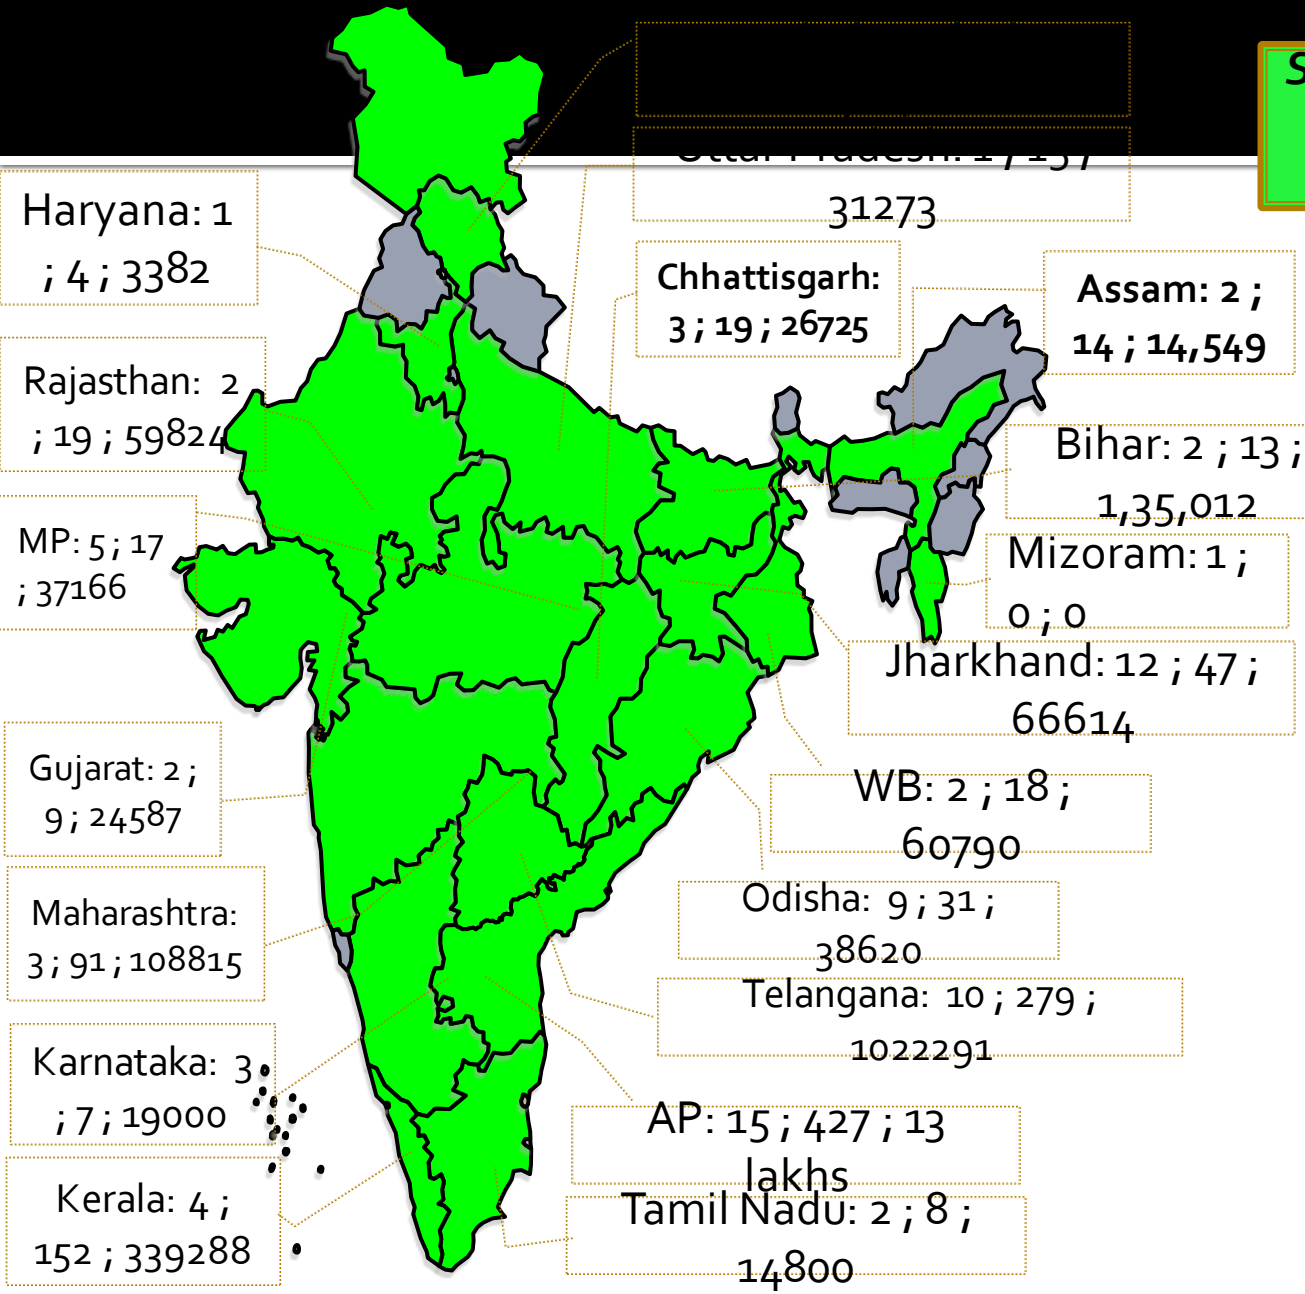 S
Haryana: 1
; 4 ; 3382
31273
Chhattisgarh:
3 ; 19 ; 26725
Assam: 2 ;
14 ; 14,549
Rajasthan: 2
; 19 ; 59824
Bihar: 2 ; 13 ;
1,35,012
MP: 5 ; 17
; 37166
Mizoram: 1 ;
0 ; 0
Jharkhand: 12 ; 47 ;
66614
Gujarat: 2 ;
9 ; 24587
WB: 2 ; 18 ;
60790
Maharashtra:
3 ; 91 ; 108815
Odisha: 9 ; 31 ;
38620
Telangana: 10 ; 279 ;
1022291
Karnataka: 3
; 7 ; 19000
AP: 15 ; 427 ; 13
lakhs
Kerala: 4 ;
152 ; 339288
Tamil Nadu: 2 ; 8 ;
14800